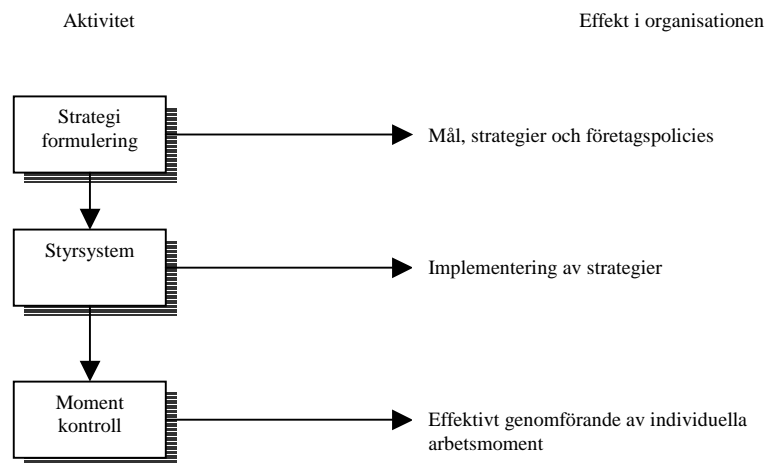 Aktivitet
Effekt i organisationen
Strategi
formulering
Mål, strategier och företagspolicies
Styrsystem
Implementering av strategier
Moment
kontroll
Effektivt genomförande av individuella
arbetsmoment